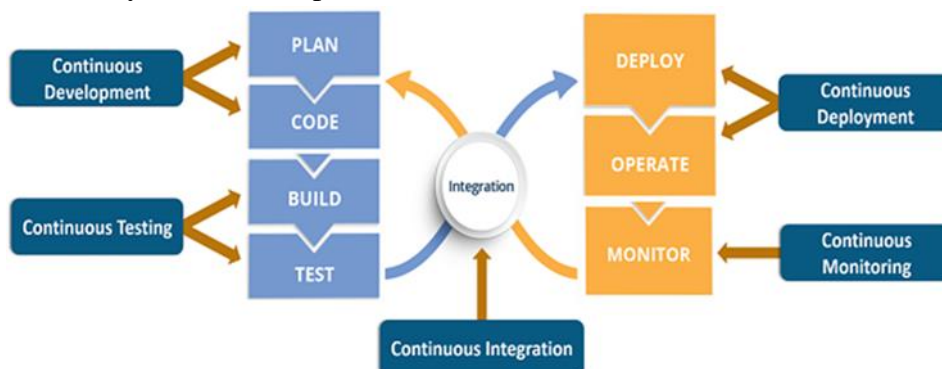 PLAN
CODE
BUILD
TEST
Continuous
Development
Continuous Testing
Integration
Continuous Integration
DEPLOY
OPERATE
MONITOR
Continuous
Deployment
Continuous
Monitoring